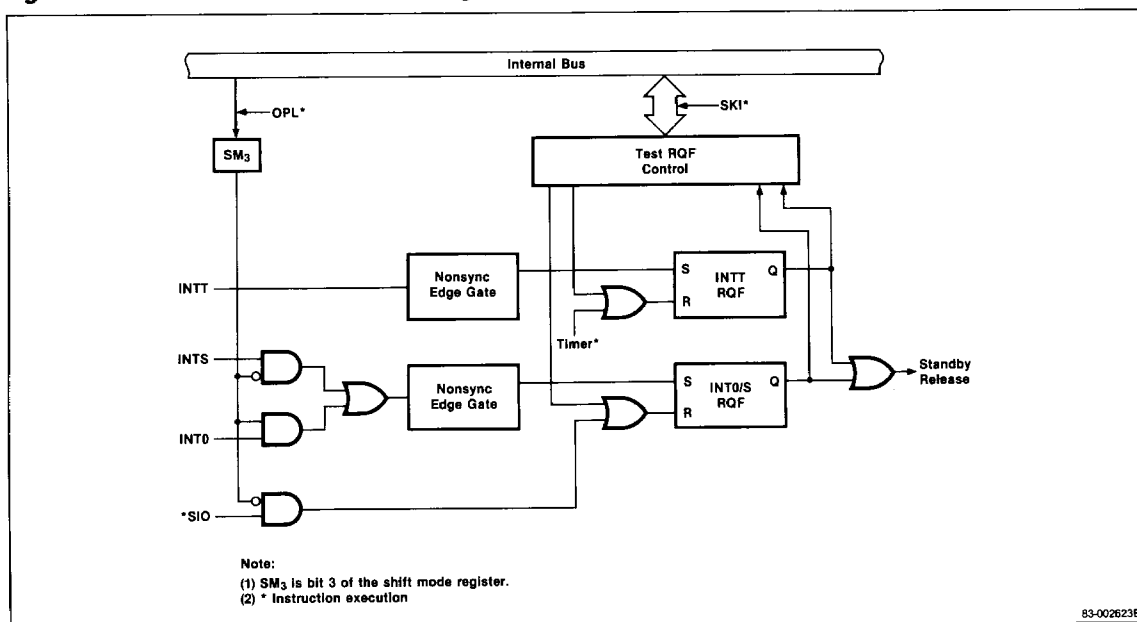 Internal Bus
OPL*
SKI*
SM3
Test RQF
Control
Nonsync
Edge Gate
S
INTT
RQF
Q
R
INTT
Timer*
INTS
Nonsync
Edge Gate
S
INT0/S
RQF
Q
R
Standby
Release
INT0
*SIO
Note:
(1) SM3 is bit 3 of the shift mode register.
(2) * Instruction execution
83-002623B